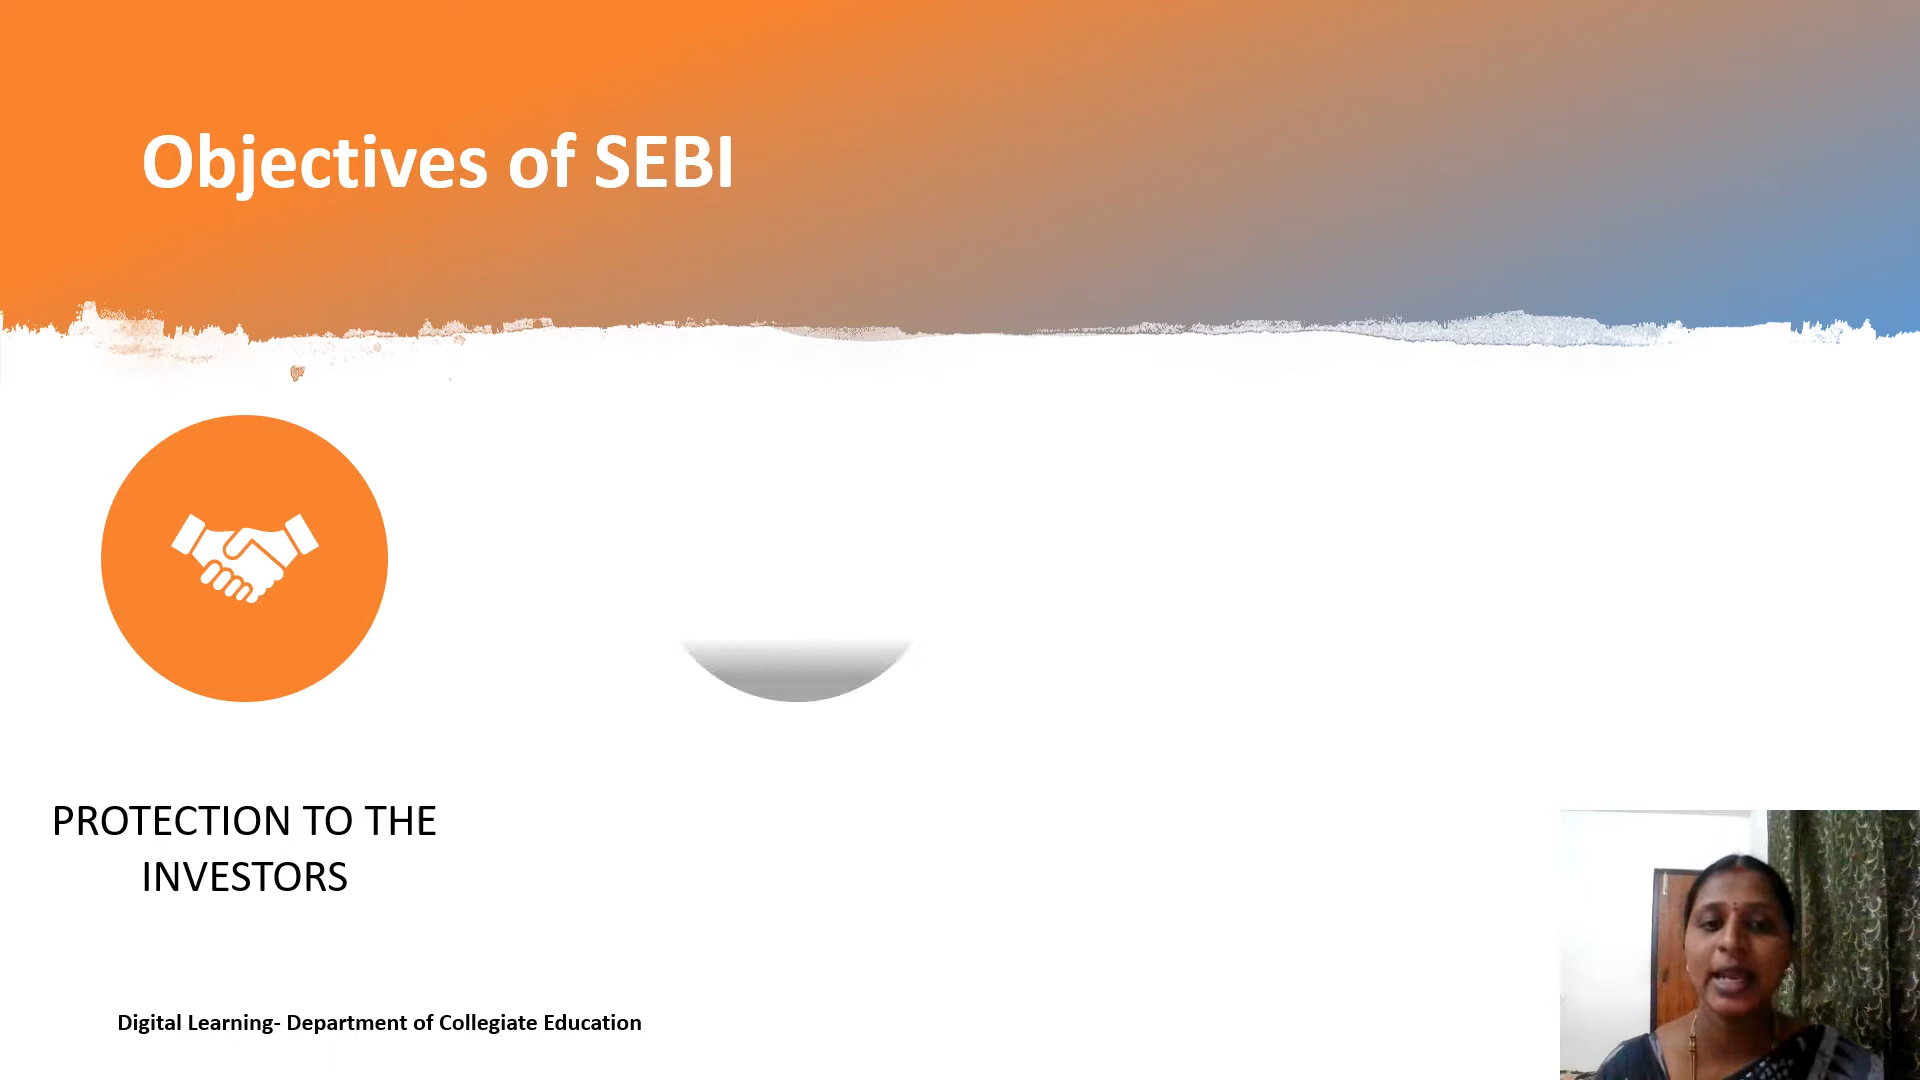 Objectives of SEBI
PROTECTION TO THE
INVESTORS
Digital Learning- Department of Collegiate Education